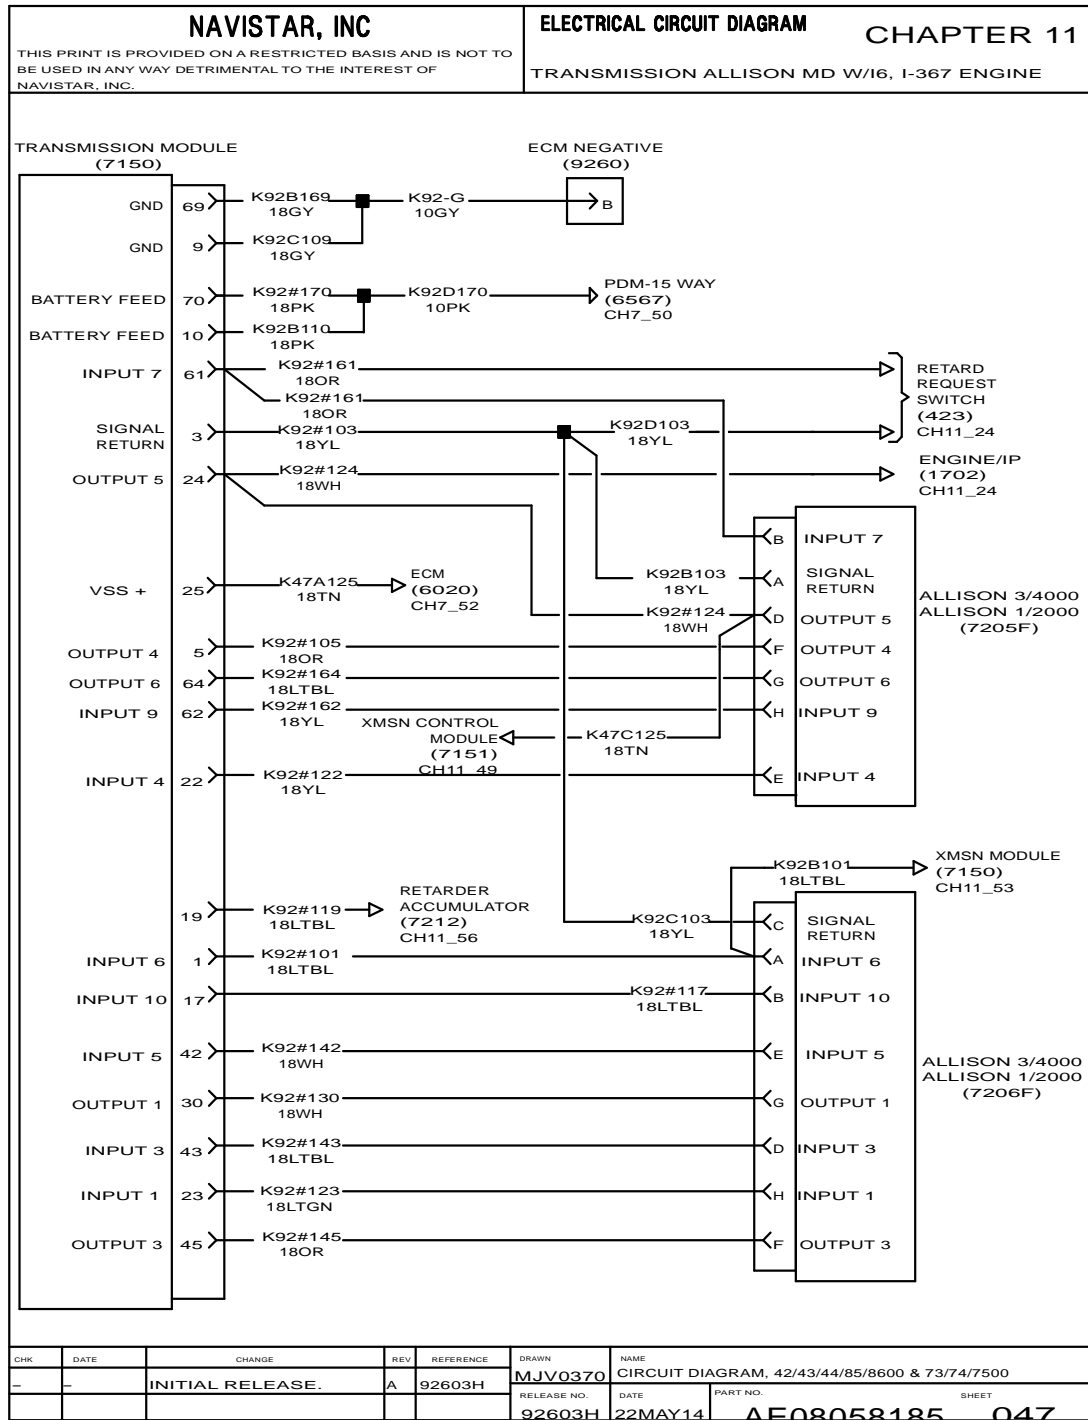 NAVISTAR, INC
THIS PRINT IS PROVIDED ON A RESTRICTED BASIS AND IS NOT TO
BE USED IN ANY WAY DETRIMENTAL TO THE INTEREST OF
NAVISTAR, INC.
ELECTRICAL CIRCUIT DIAGRAM
CHAPTER 11
TRANSMISSION ALLISON MD W/I6, I-367 ENGINE
TRANSMISSION MODULE
(7150)
ECM NEGATIVE
(9260)
GND 69 K92B169 K92-G B
18GY 10GY
GND 9 K92C109
18GY
PDM-15 WAY
(6567)
CH7_50
BATTERY FEED 70 K92#170 K92D170
18PK 10PK
BATTERY FEED 10 K92B110
18PK
INPUT 7 61 K92#161
18OR
K92#161
18OR
RETARD
REQUEST
SWITCH
(423)
CH11_24
SIGNAL
RETURN
3 K92#103 K92D103
18YL 18YL
OUTPUT 5 24 K92#124
18WH
ENGINE/IP
(1702)
CH11_24
B INPUT 7
VSS + 25 K47A125
18TN
ECM
(6020)
CH7_52
K92B103 A SIGNAL
18YL RETURN
K92#124 D OUTPUT 5
18WH
ALLISON 3/4000
ALLISON 1/2000
(7205F)
OUTPUT 4 5 K92#105 F OUTPUT 4
18OR
OUTPUT 6 64 K92#164 G OUTPUT 6
18LTBL
INPUT 9 62 K92#162 H INPUT 9
18YL
XMSN CONTROL
MODULE
(7151)
CH11_49
K47C125
18TN
INPUT 4 22 K92#122 E INPUT 4
18YL
K92B101
18LTBL
XMSN MODULE
(7150)
CH11_53
19 K92#119
18LTBL
RETARDER
ACCUMULATOR
(7212)
CH11_56
K92C103 C SIGNAL
18YL RETURN
INPUT 6 1 K92#101 A INPUT 6
18LTBL
INPUT 10 17 K92#117 B INPUT 10
18LTBL
INPUT 5 42 K92#142 E INPUT 5
18WH
ALLISON 3/4000
ALLISON 1/2000
(7206F)
OUTPUT 1 30 K92#130 G OUTPUT 1
18WH
INPUT 3 43 K92#143 D INPUT 3
18LTBL
INPUT 1 23 K92#123 H INPUT 1
18LTGN
OUTPUT 3 45 K92#145 F OUTPUT 3
18OR
CHK DATE CHANGE REV REFERENCE
- - INITIAL RELEASE. A 92603H
DRAWN
MJV0370
NAME
CIRCUIT DIAGRAM, 42/43/44/85/8600 & 73/74/7500
RELEASE NO.
92603H
DATE
22MAY14
PART NO.
AE08058185
SHEET
047